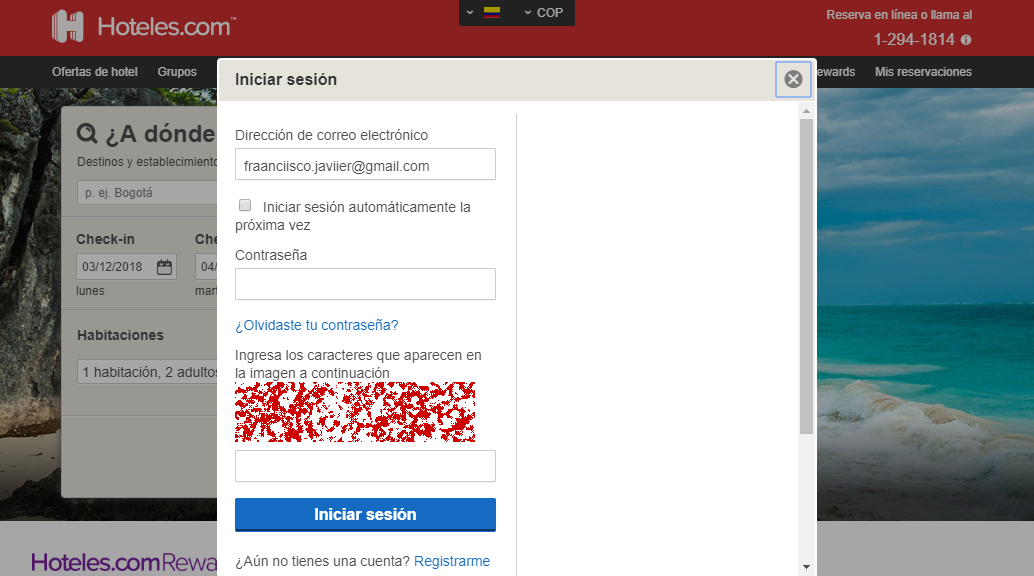 Hoteles.com™
COP
Reserva en línea o llama al
1-294-1814
Ofertas de hotel
Grupos
ewards
Mis reservaciones
Iniciar sesión
¿A dónde
Destinos y establecimiento
p. ej. Bogotá
Check-in
Che
03/12/2018
04/
lunes
mart
Habitaciones
1 habitación, 2 adultos
Dirección de correo electrónico
fraanciisco.javiier@gmail.com
Iniciar sesión automáticamente la
próxima vez
Contraseña
¿Olvidaste tu contraseña?
Ingresa los caracteres que aparecen en
la imagen a continuación
Iniciar sesión
¿Aún no tienes una cuenta? Registrarme
Hoteles.com Rewa